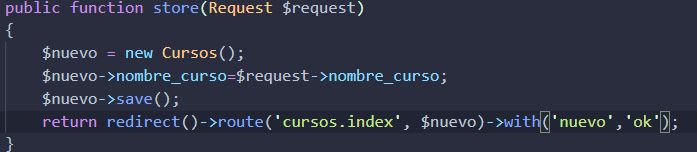 public function store(Request $request)
{
$nuevo = new Cursos();
$nuevo->nombre_curso=$request->nombre_curso;
$nuevo->save();
return redirect()->route('cursos.index', $nuevo)->with('nuevo','ok');
}